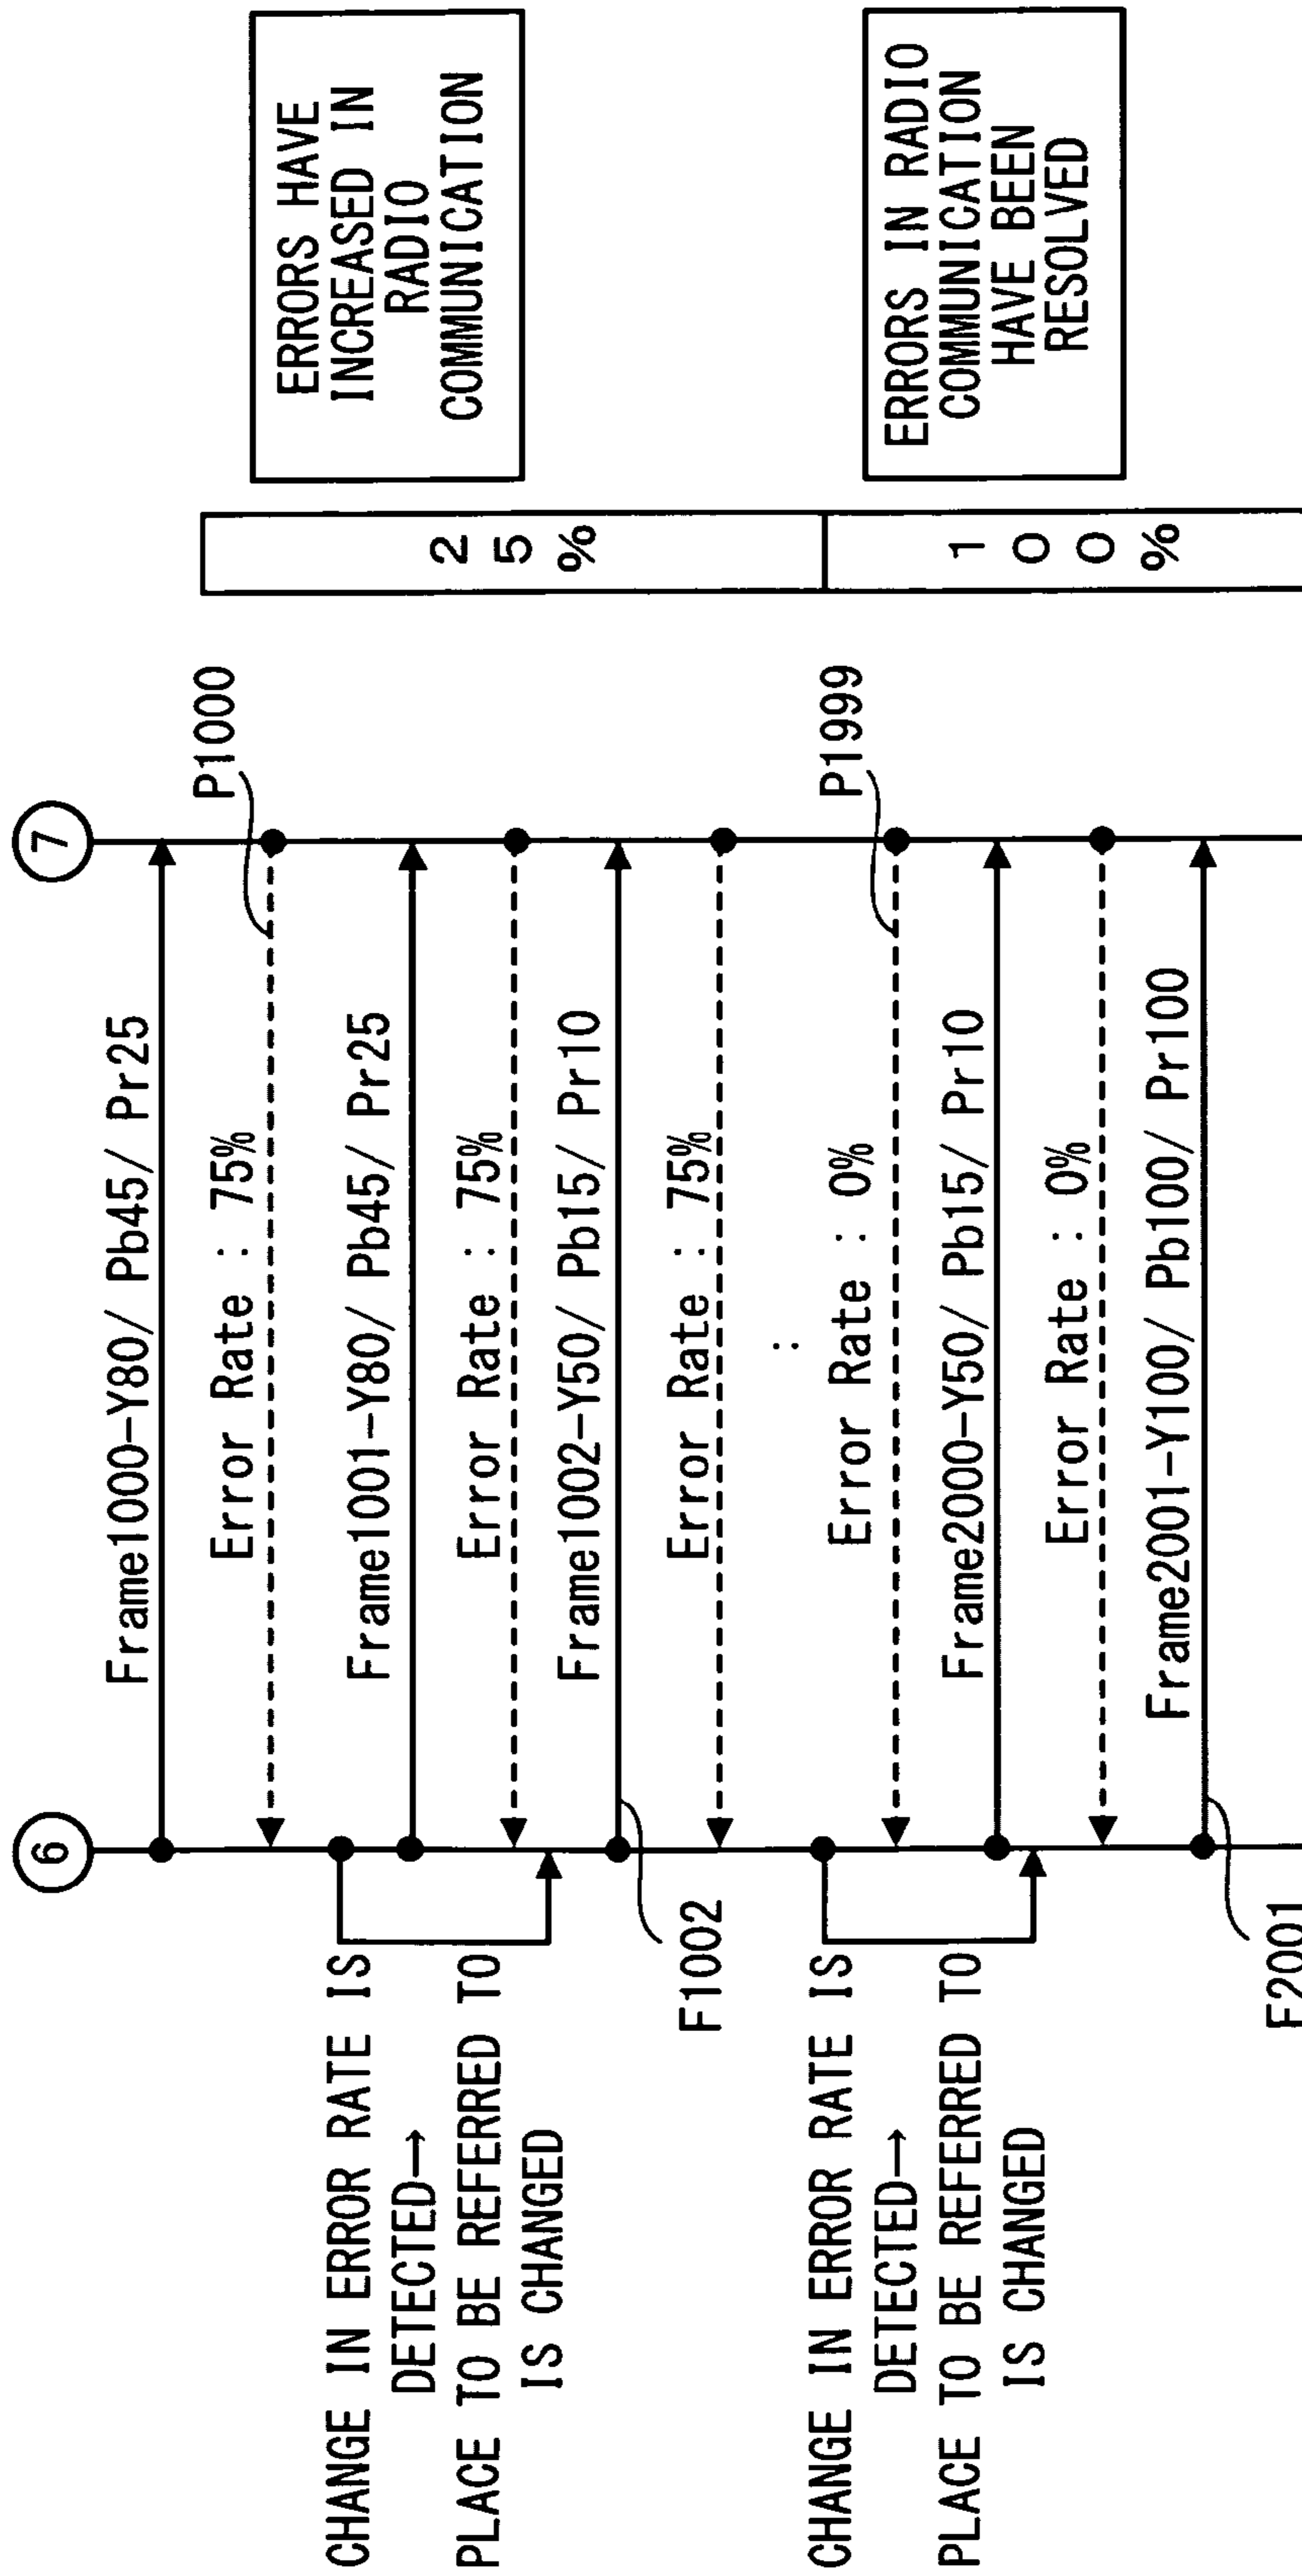 6
7
Frame1000-Y80/ Pb45/ Pr25
P1000
Error Rate : 75%
CHANGE IN ERROR RATE IS
DETECTED→
PLACE TO BE REFERRED TO
IS CHANGED
Frame1001-Y80/ Pb45/ Pr25
Error Rate : 75%
Frame1002-Y50/ Pb15/ Pr10
F1002
Error Rate : 75%
:
25%
ERRORS HAVE
INCREASED IN
RADIO
COMMUNICATION
P1999
Error Rate : 0%
CHANGE IN ERROR RATE IS
DETECTED→
PLACE TO BE REFERRED TO
IS CHANGED
Frame2000-Y50/ Pb15/ Pr10
Error Rate : 0%
Frame2001-Y100/ Pb100/ Pr100
F2001
100%
ERRORS IN RADIO
COMMUNICATION
HAVE BEEN
RESOLVED